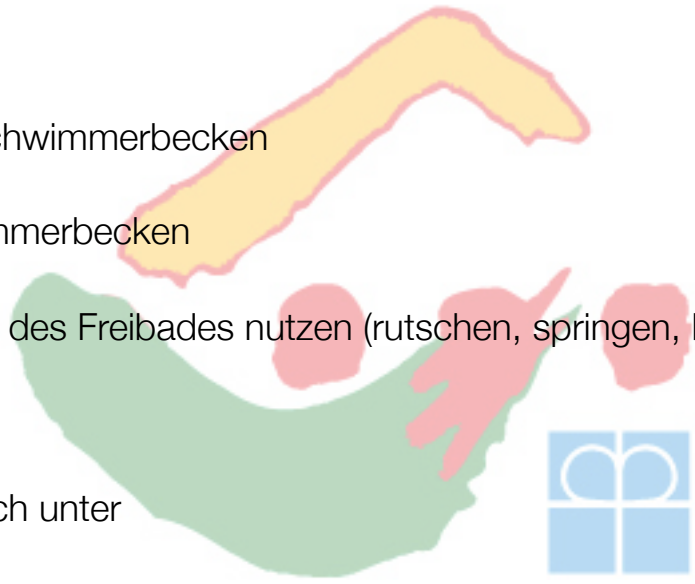 chwimmerbecken
mmerbecken
des Freibades nutzen (rutschen, springen,
ch unter